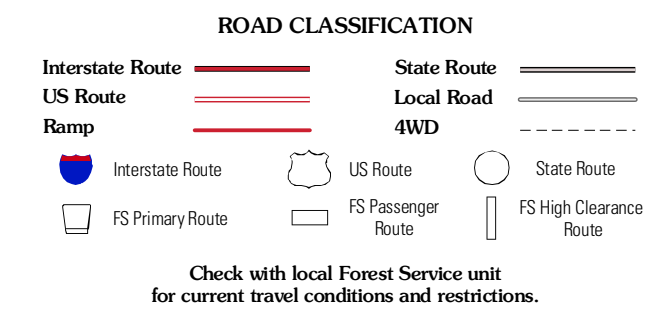 ROAD CLASSIFICATION
Interstate Route
State Route
US Route
Local Road
Ramp
4WD
Interstate Route
US Route
State Route
FS Primary Route
FS Passenger
Route
FS High Clearance
Route
Check with local Forest Service unit
for current travel conditions and restrictions.